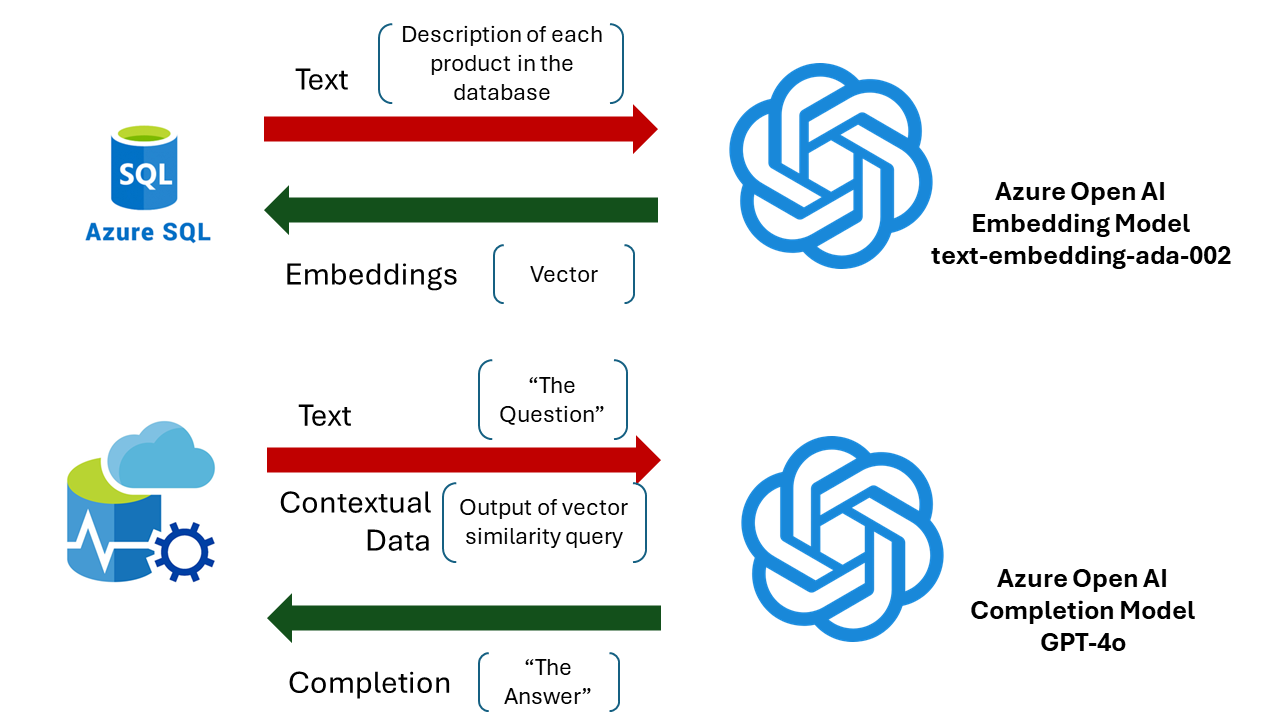 Description of each
product in the
database
Text
SQL
Azure SQL
Azure Open AI
Embedding Model
text-embedding-ada-002
Embeddings
Vector
“The
Question”
Text
Contextual
Data
Output of vector
similarity query
Azure Open AI
Completion Model
GPT-4o
Completion
“The
Answer”